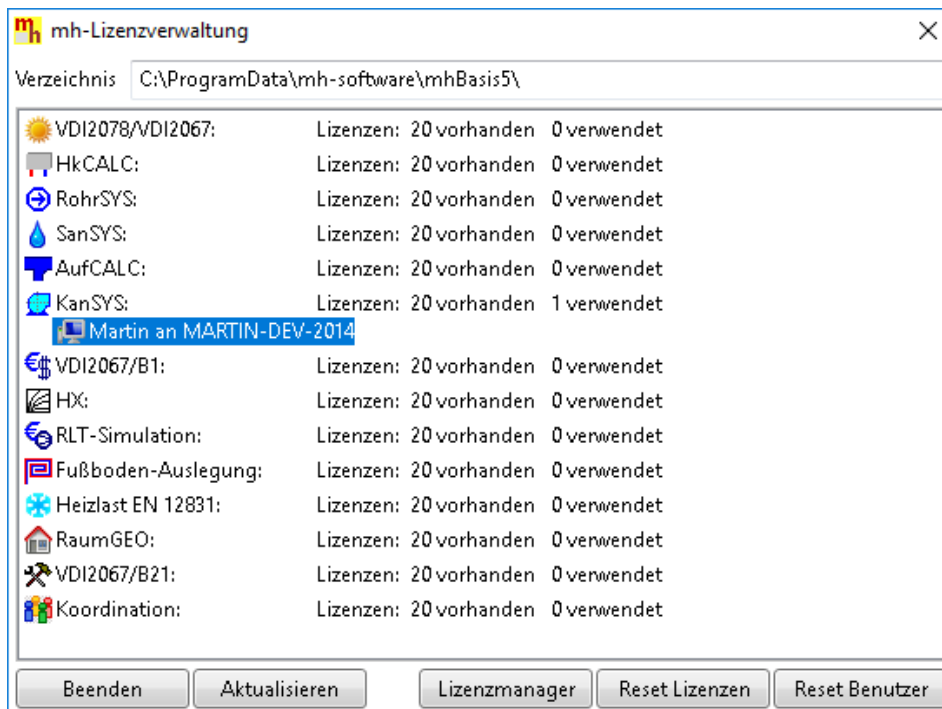 mh mh-Lizenzverwaltung
Verzeichnis C:\ProgramData\mh-software\mhBasis5\
VDI2078/VDI2067: Lizenzen: 20 vorhanden 0 verwendet
HkCALC: Lizenzen: 20 vorhanden 0 verwendet
RohrSYS: Lizenzen: 20 vorhanden 0 verwendet
SanSYS: Lizenzen: 20 vorhanden 0 verwendet
AufCALC: Lizenzen: 20 vorhanden 0 verwendet
KanSYS: Lizenzen: 20 vorhanden 1 verwendet
Martin an MARTIN-DEV-2014
VDI2067/B1: Lizenzen: 20 vorhanden 0 verwendet
HX: Lizenzen: 20 vorhanden 0 verwendet
RLT-Simulation: Lizenzen: 20 vorhanden 0 verwendet
Fußboden-Auslegung: Lizenzen: 20 vorhanden 0 verwendet
Heizlast EN 12831: Lizenzen: 20 vorhanden 0 verwendet
RaumGEO: Lizenzen: 20 vorhanden 0 verwendet
VDI2067/B21: Lizenzen: 20 vorhanden 0 verwendet
Koordination: Lizenzen: 20 vorhanden 0 verwendet
Beenden Aktualisieren Lizenzmanager Reset Lizenzen Reset Benutzer